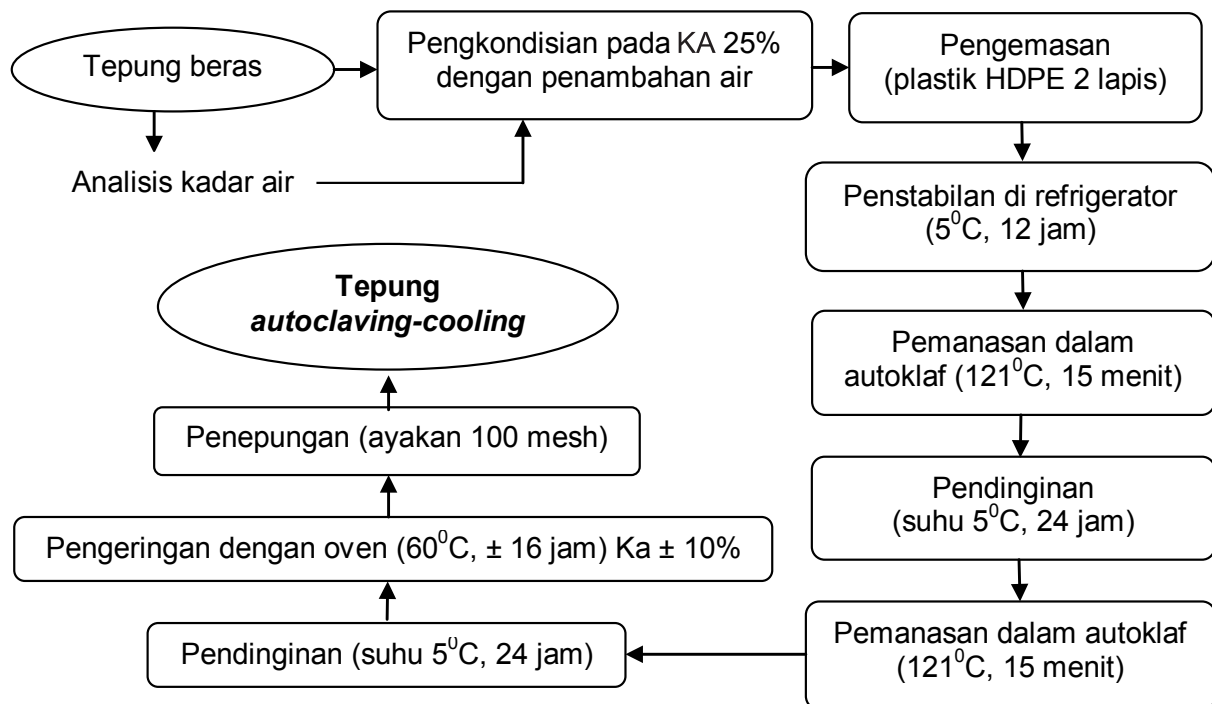 Tepung beras
Analisis kadar air
Pengkondisian pada KA 25%
dengan penambahan air
Pengemasan
(plastik HDPE 2 lapis)
Penstabilan di refrigerator
(5⁰C, 12 jam)
Pemanasan dalam
autoklaf (121⁰C, 15 menit)
Pendinginan
(suhu 5⁰C, 24 jam)
Pemanasan dalam autoklaf
(121⁰C, 15 menit)
Pendinginan (suhu 5⁰C, 24 jam)
Pengeringan dengan oven (60⁰C, ± 16 jam) Ka ± 10%
Penepungan (ayakan 100 mesh)
Tepung
autoclaving-cooling